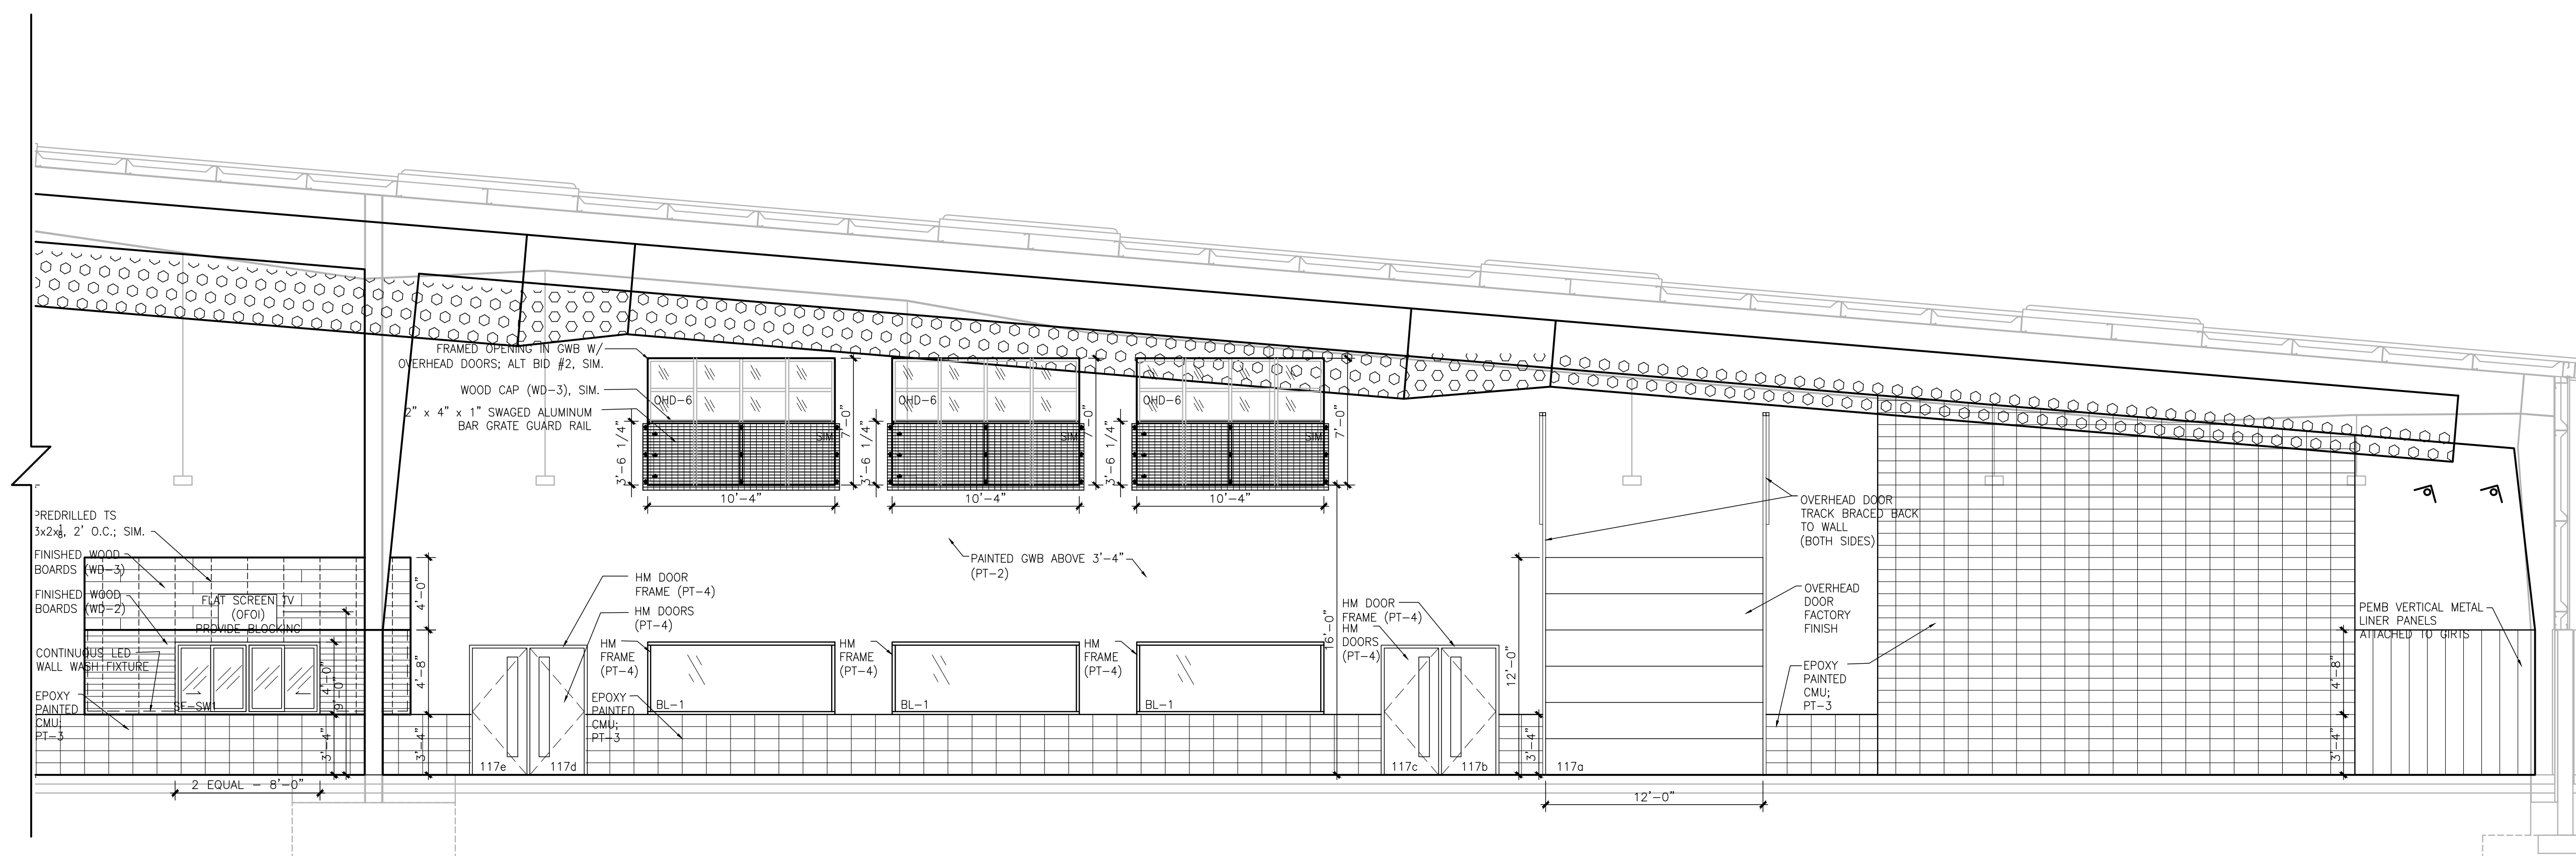 FRAMED OPENING IN GWB W/
OVERHEAD DOORS; ALT BID #2, SIM.
WOOD CAP (WD-3), SIM.
2" x 4" x 1" SWAGED ALUMINUM
BAR GRATE GUARD RAIL
OHD-6
OHD-6
OHD-6
SIM
SIM
SIM
3'-6 1/4"
7'-0"
3'-6 1/4"
7'-0"
3'-6 1/4"
7'-0"
10'-4"
10'-4"
10'-4"
PREDRILLED TS
3x2x1/8, 2' O.C.; SIM.
FINISHED WOOD
BOARDS (WD-3)
FINISHED WOOD
BOARDS (WD-2)
FLAT SCREEN TV
(OFOI)
PROVIDE BLOCKING
CONTINUOUS LED
WALL WASH FIXTURE
EPOXY
PAINTED
CMU;
PT-3
SF-SW1
4'-0"
9'-0"
3'-4"
4'-0"
4'-8"
3'-4"
2 EQUAL - 8'-0"
HM DOOR
FRAME (PT-4)
HM DOORS
(PT-4)
HM
FRAME
(PT-4)
EPOXY
PAINTED
CMU;
PT-3
117e
117d
BL-1
HM
FRAME
(PT-4)
BL-1
HM
FRAME
(PT-4)
BL-1
PAINTED GWB ABOVE 3'-4"
(PT-2)
16'-0"
HM DOOR
FRAME (PT-4)
HM
DOORS
(PT-4)
117c
117b
12'-0"
3'-4"
117a
12'-0"
OVERHEAD DOOR
TRACK BRACED BACK
TO WALL
(BOTH SIDES)
OVERHEAD
DOOR
FACTORY
FINISH
EPOXY
PAINTED
CMU;
PT-3
PEMB VERTICAL METAL
LINER PANELS
ATTACHED TO GIRTS
4'-8"
3'-4"